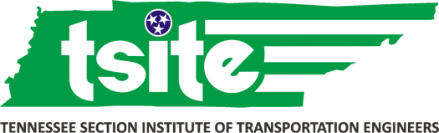 tsite
TENNESSEE SECTION INSTITUTE OF TRANSPORTATION ENGINEERS